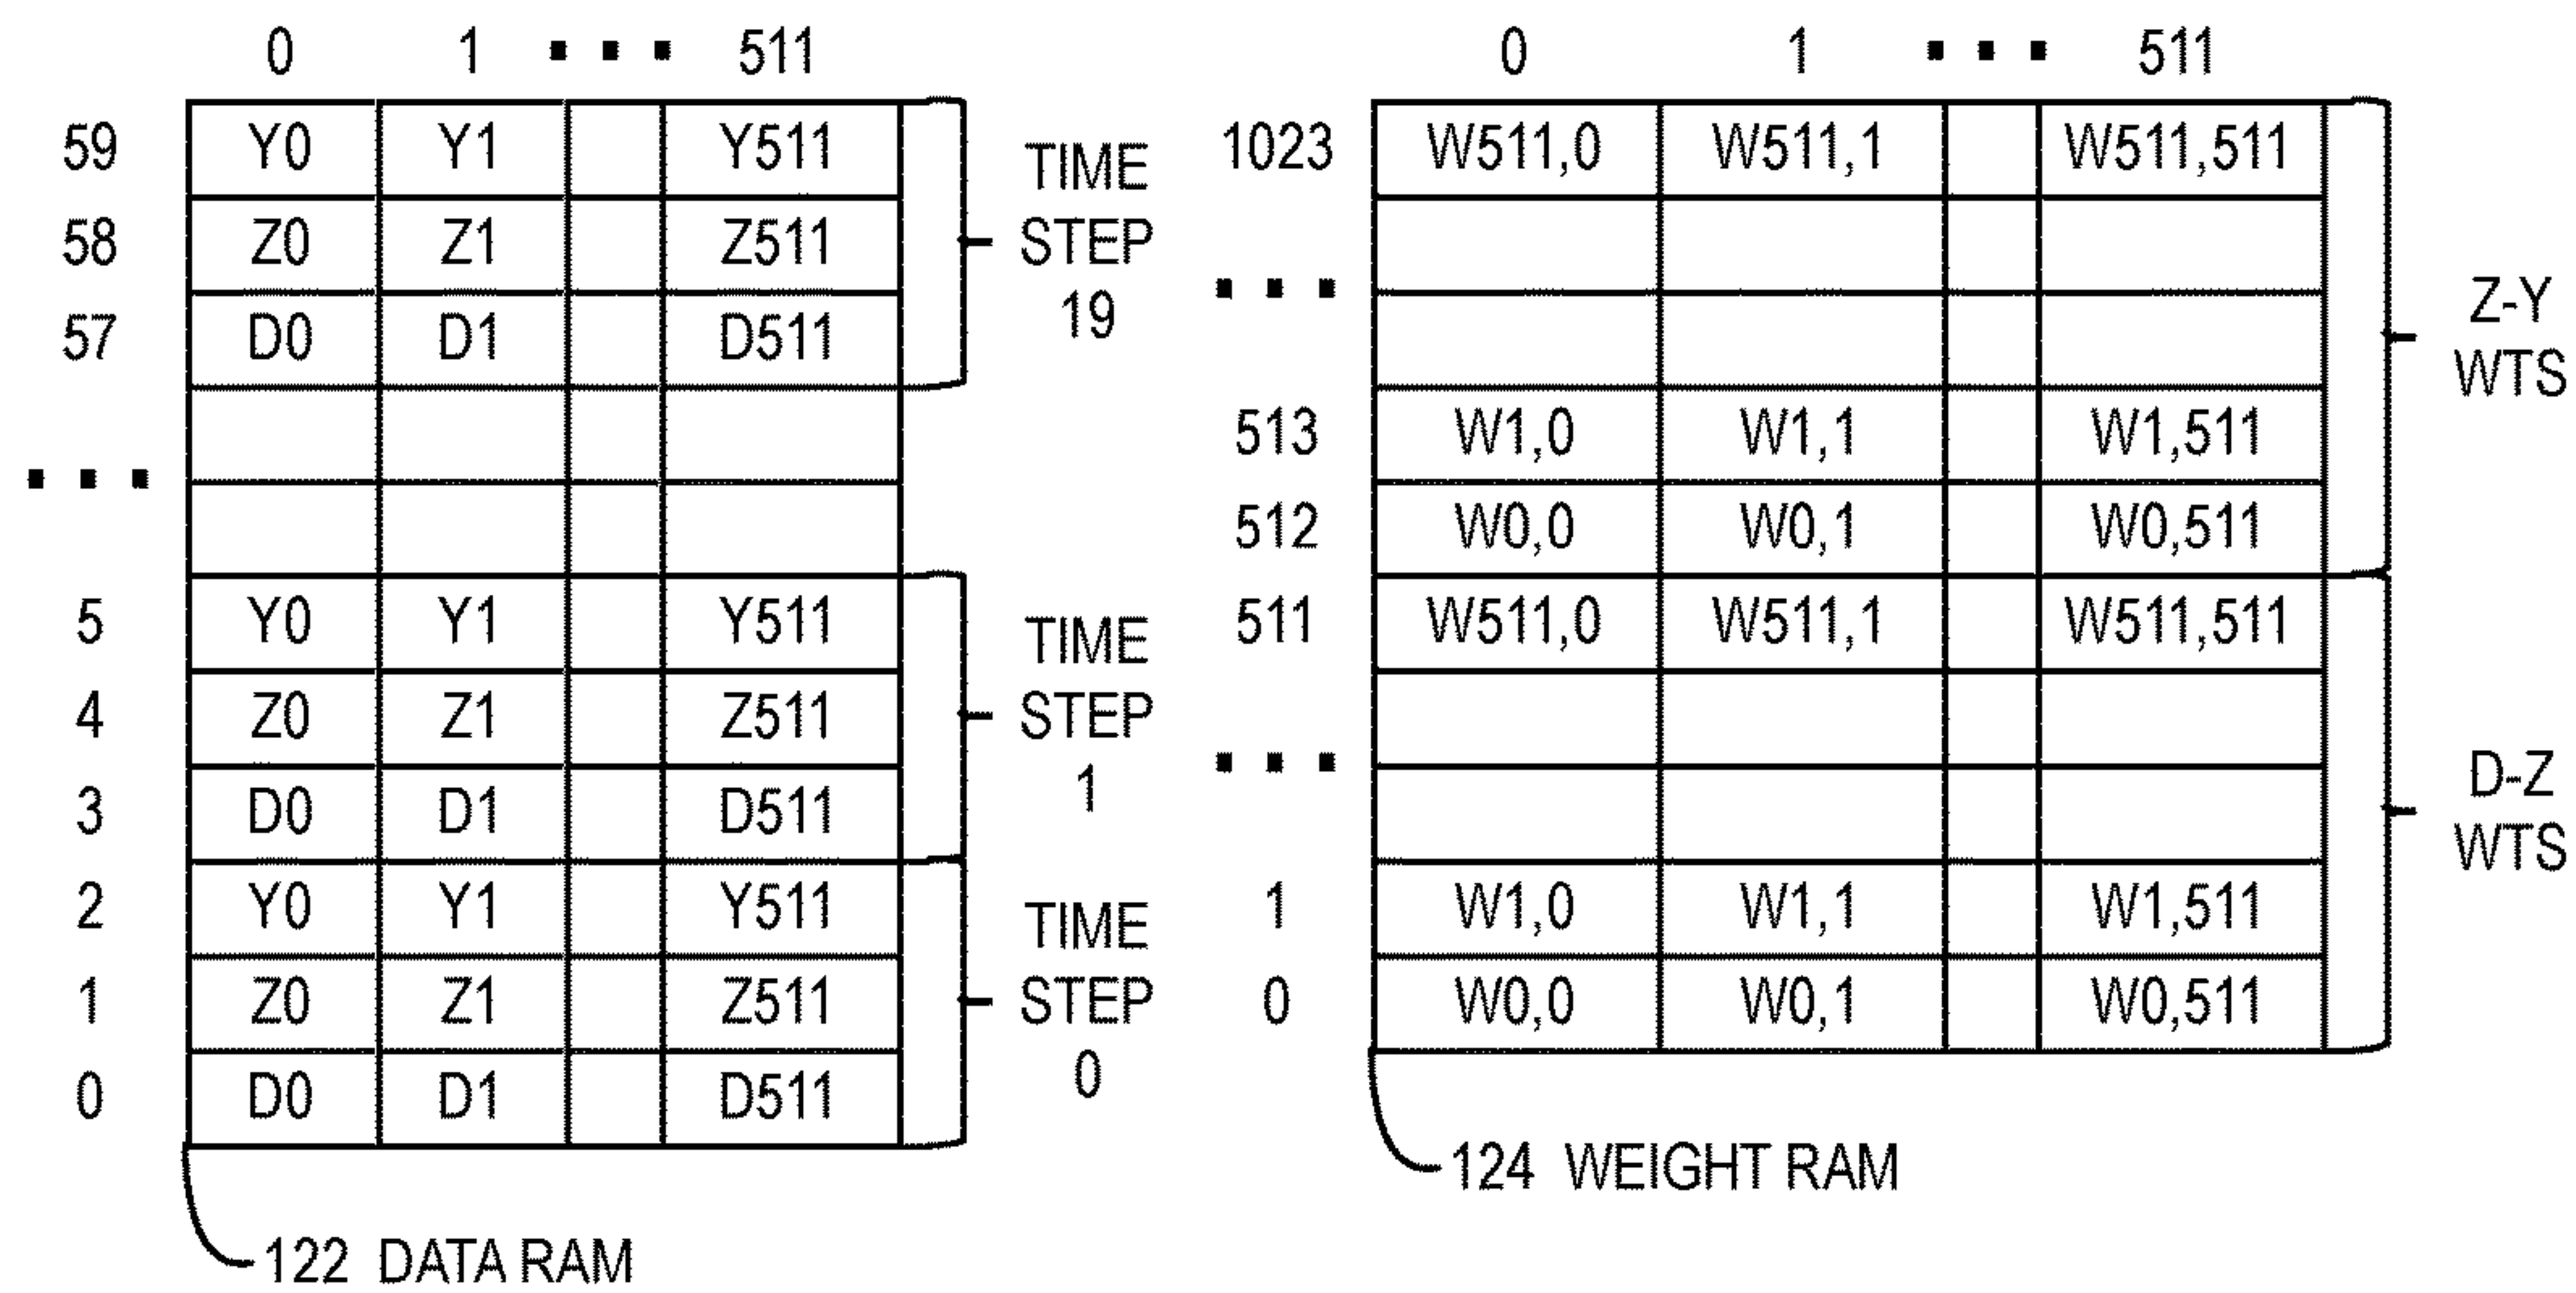 0 1 ... 511
59 Y0 Y1 Y511
58 Z0 Z1 Z511
57 D0 D1 D511
...
5 Y0 Y1 Y511
4 Z0 Z1 Z511
3 D0 D1 D511
2 Y0 Y1 Y511
1 Z0 Z1 Z511
0 D0 D1 D511
TIME
STEP
19
TIME
STEP
1
TIME
STEP
0
122 DATA RAM
0 1 ... 511
1023 W511,0 W511,1 W511,511
...
513 W1,0 W1,1 W1,511
512 W0,0 W0,1 W0,511
511 W511,0 W511,1 W511,511
...
1 W1,0 W1,1 W1,511
0 W0,0 W0,1 W0,511
Z-Y
WTS
D-Z
WTS
124 WEIGHT RAM